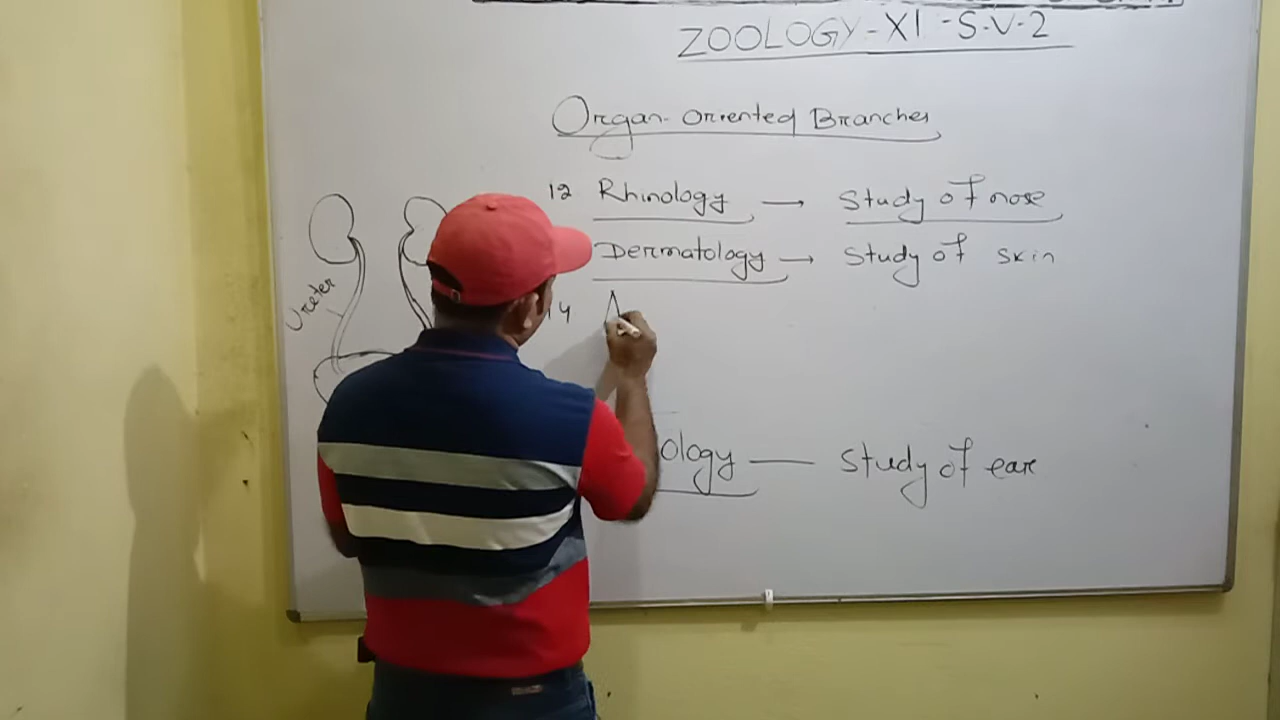 ZOOLOGY-XI-S.V-2
Organ-Oriented Branches
12 Rhinology → Study of nose
Dermatology → Study of skin
14 A
Ureter
ology — Study of ear